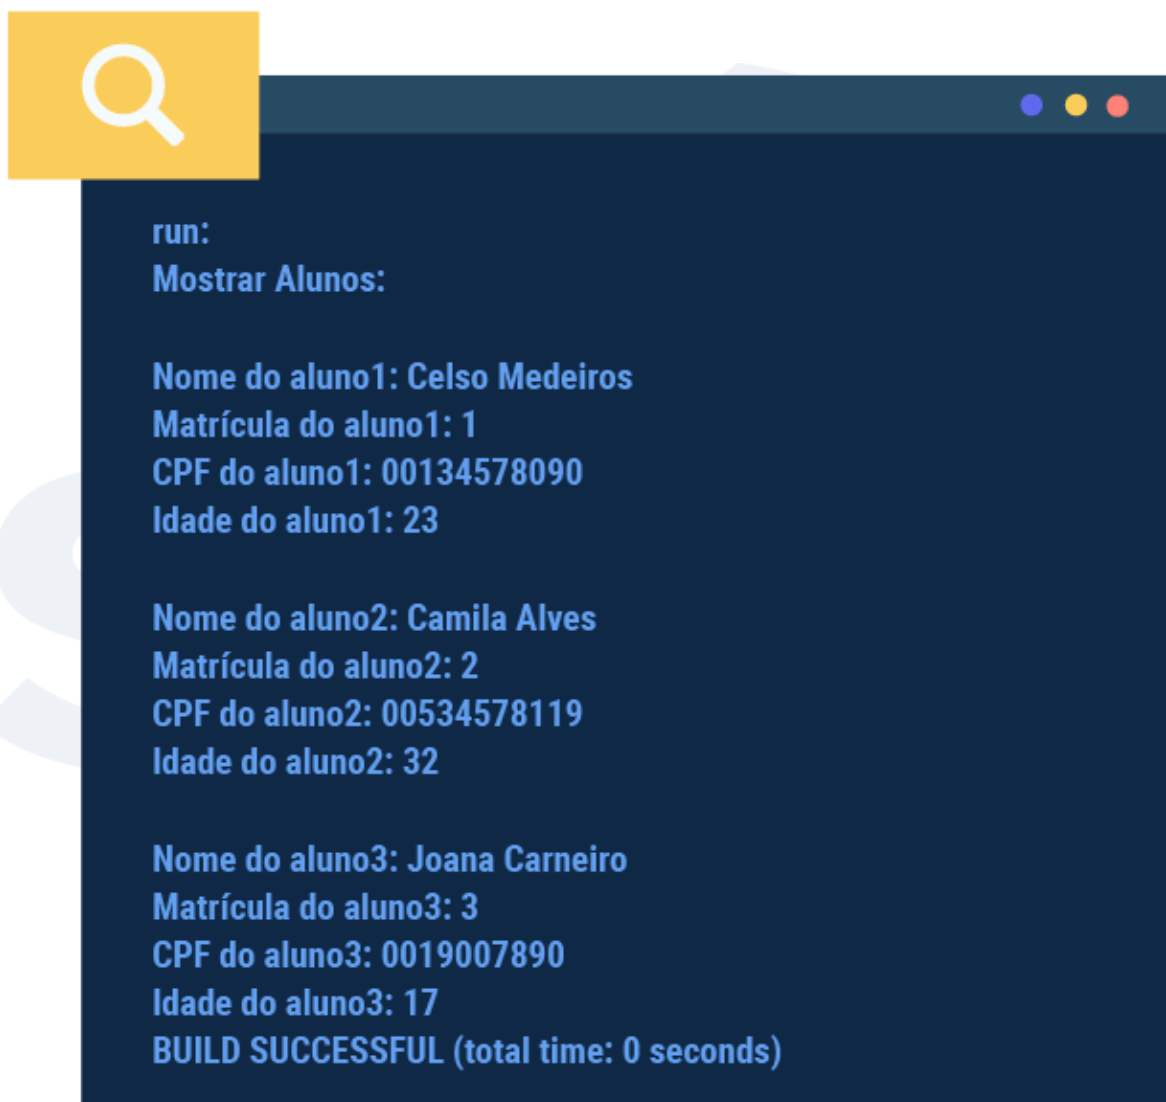 run:
Mostrar Alunos:
Nome do aluno1: Celso Medeiros
Matrícula do aluno1: 1
CPF do aluno1: 00134578090
Idade do aluno1: 23
Nome do aluno2: Camila Alves
Matrícula do aluno2: 2
CPF do aluno2: 00534578119
Idade do aluno2: 32
Nome do aluno3: Joana Carneiro
Matrícula do aluno3: 3
CPF do aluno3: 0019007890
Idade do aluno3: 17
BUILD SUCCESSFUL (total time: 0 seconds)